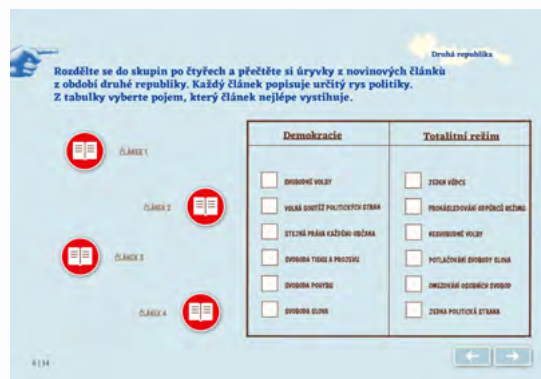 Druhá republika
Rozdělte se do skupin po čtyřech a přečtěte si úryvky z novinových článků
z období druhé republiky. Každý článek popisuje určitý rys politiky.
Z tabulky vyberte pojem, který článek nejlépe vystihuje.
ČLÁNEK 1
ČLÁNEK 2
ČLÁNEK 3
ČLÁNEK 4
Demokracie
SVOBODNÉ VOLBY
VOLNÁ SOUTĚŽ POLITICKÝCH STRAN
STEJNÁ PRÁVA KAŽDÉHO OBČANA
SVOBODA TISKU A PROJEVU
SVOBODA POHYBU
SVOBODA SLOVA
Totalitní režim
JEDEN VŮDCE
PRONÁSLEDOVÁNÍ ODPŮRCŮ REŽIMU
NESVOBODNÉ VOLBY
POTLAČOVÁNÍ SVOBODY SLOVA
OMEZOVÁNÍ OSOBNÍCH SVOBOD
JEDNA POLITICKÁ STRANA